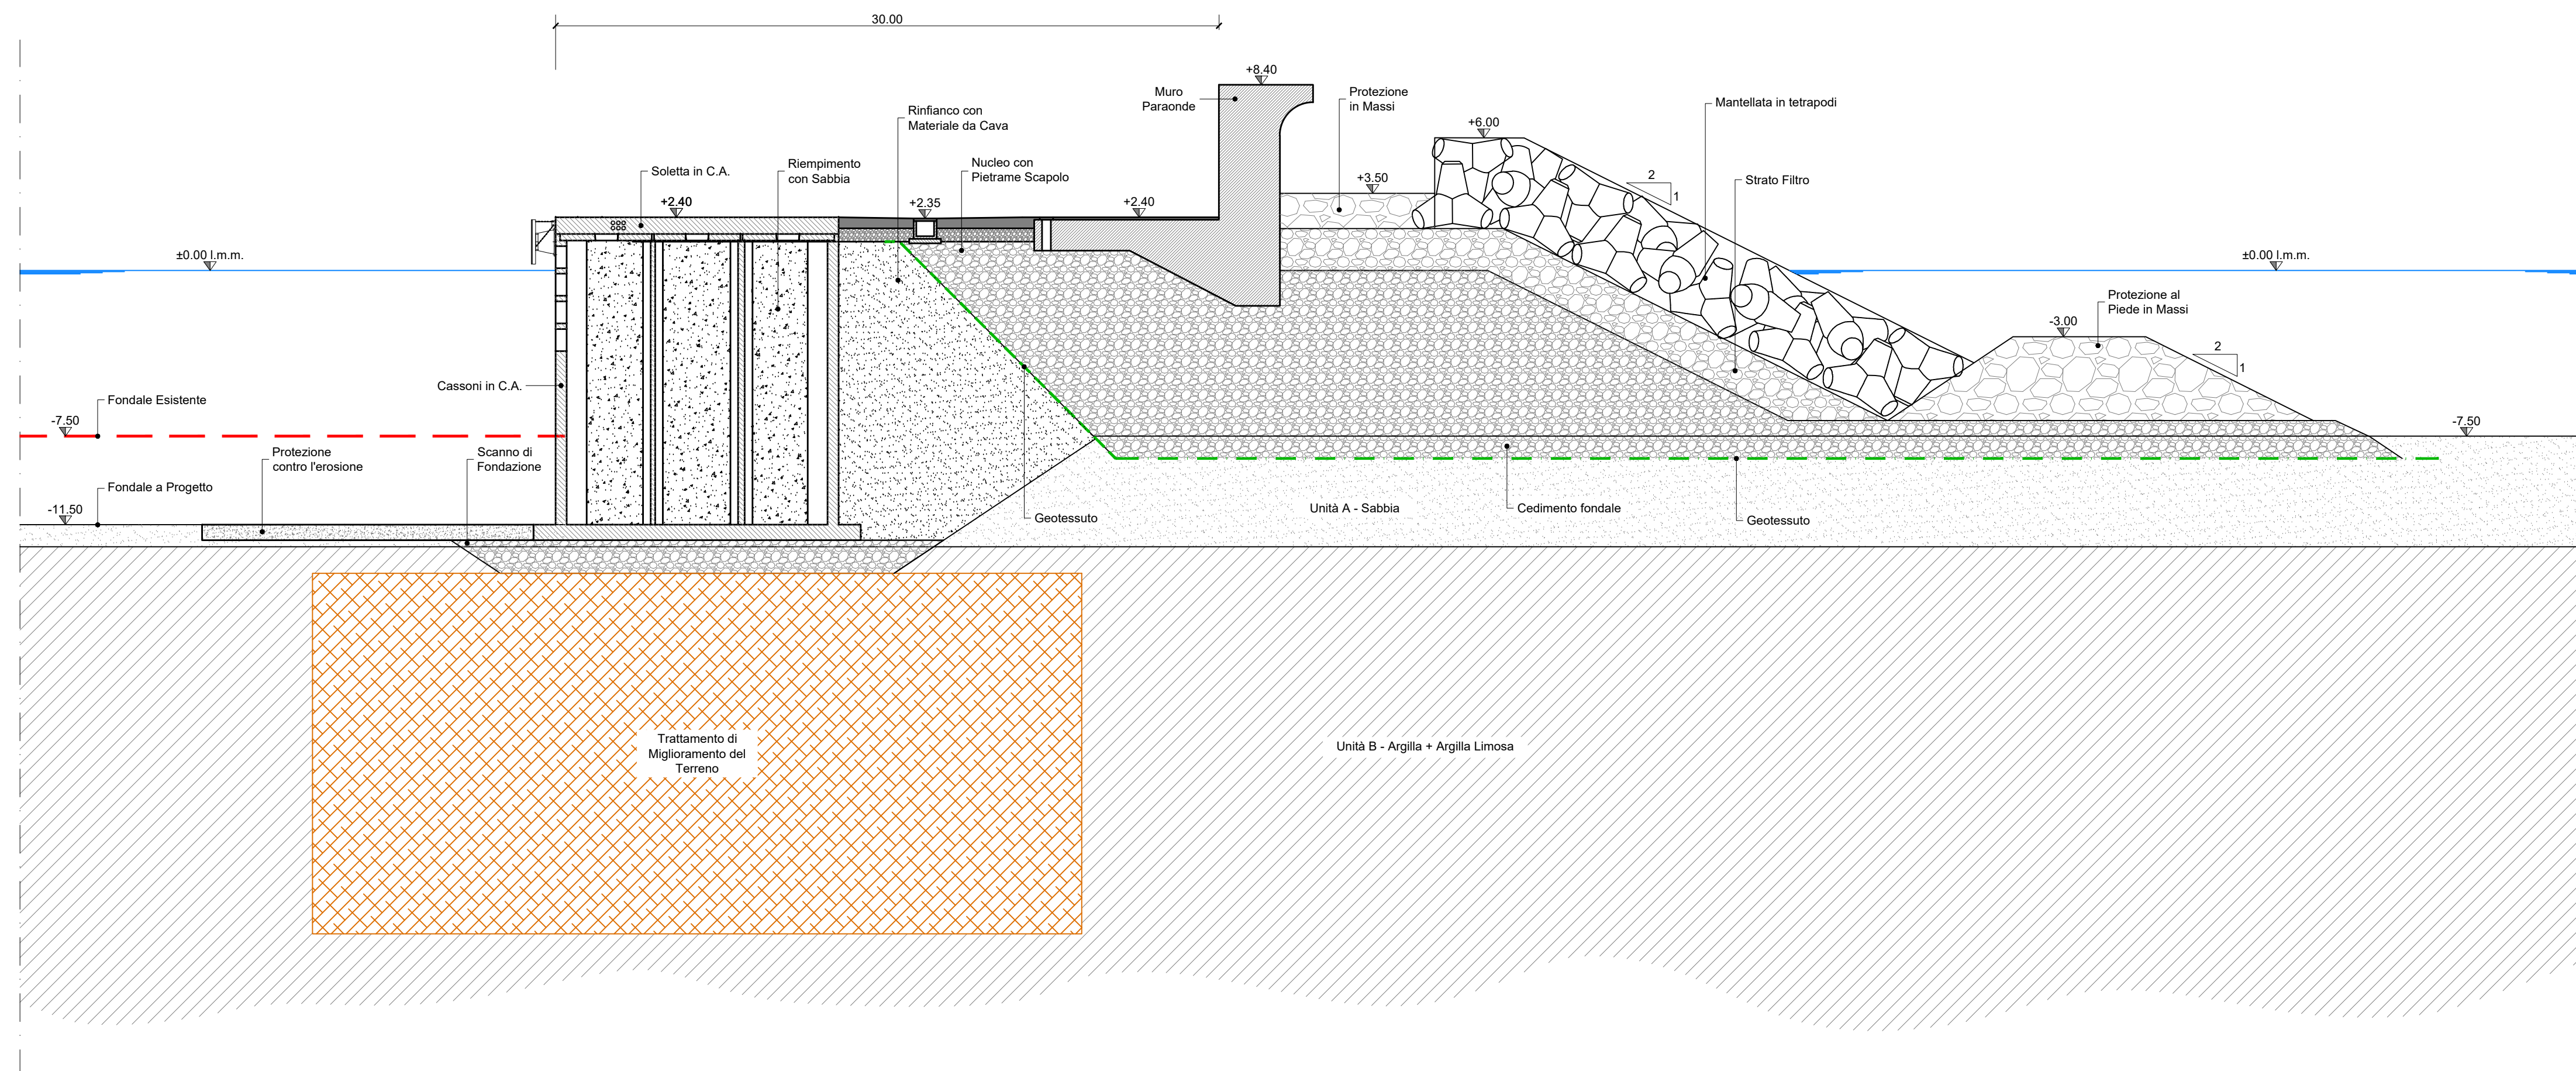 30.00
+8.40
Muro
Paraonde
Protezione
in Massi
Mantellata in tetrapodi
Rinfianco con
Materiale da Cava
+6.00
Soletta in C.A.
Riempimento
con Sabbia
Nucleo con
Pietrame Scapolo
+3.50
2
1
Strato Filtro
+2.40
+2.35
+2.40
±0.00 l.m.m.
±0.00 l.m.m.
Protezione al
Piede in Massi
-3.00
2
1
Cassoni in C.A.
Fondale Esistente
-7.50
-7.50
Protezione
contro l'erosione
Scanno di
Fondazione
Fondale a Progetto
-11.50
Geotessuto
Unità A - Sabbia
Cedimento fondale
Geotessuto
Trattamento di
Miglioramento del
Terreno
Unità B - Argilla + Argilla Limosa